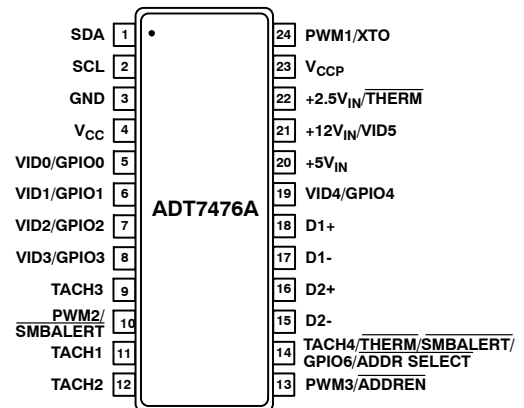 SDA 1 24 PWM1/XTO
SCL 2 23 VCCP
GND 3 22 +2.5VIN/THERM
VCC 4 21 +12VIN/VID5
VID0/GPIO0 5 20 +5VIN
VID1/GPIO1 6 19 VID4/GPIO4
ADT7476A
VID2/GPIO2 7 18 D1+
VID3/GPIO3 8 17 D1-
TACH3 9 16 D2+
PWM2/
SMBALERT 10 15 D2-
TACH1 11 14 TACH4/THERM/SMBALERT/
GPIO6/ADDR SELECT
TACH2 12 13 PWM3/ADDREN